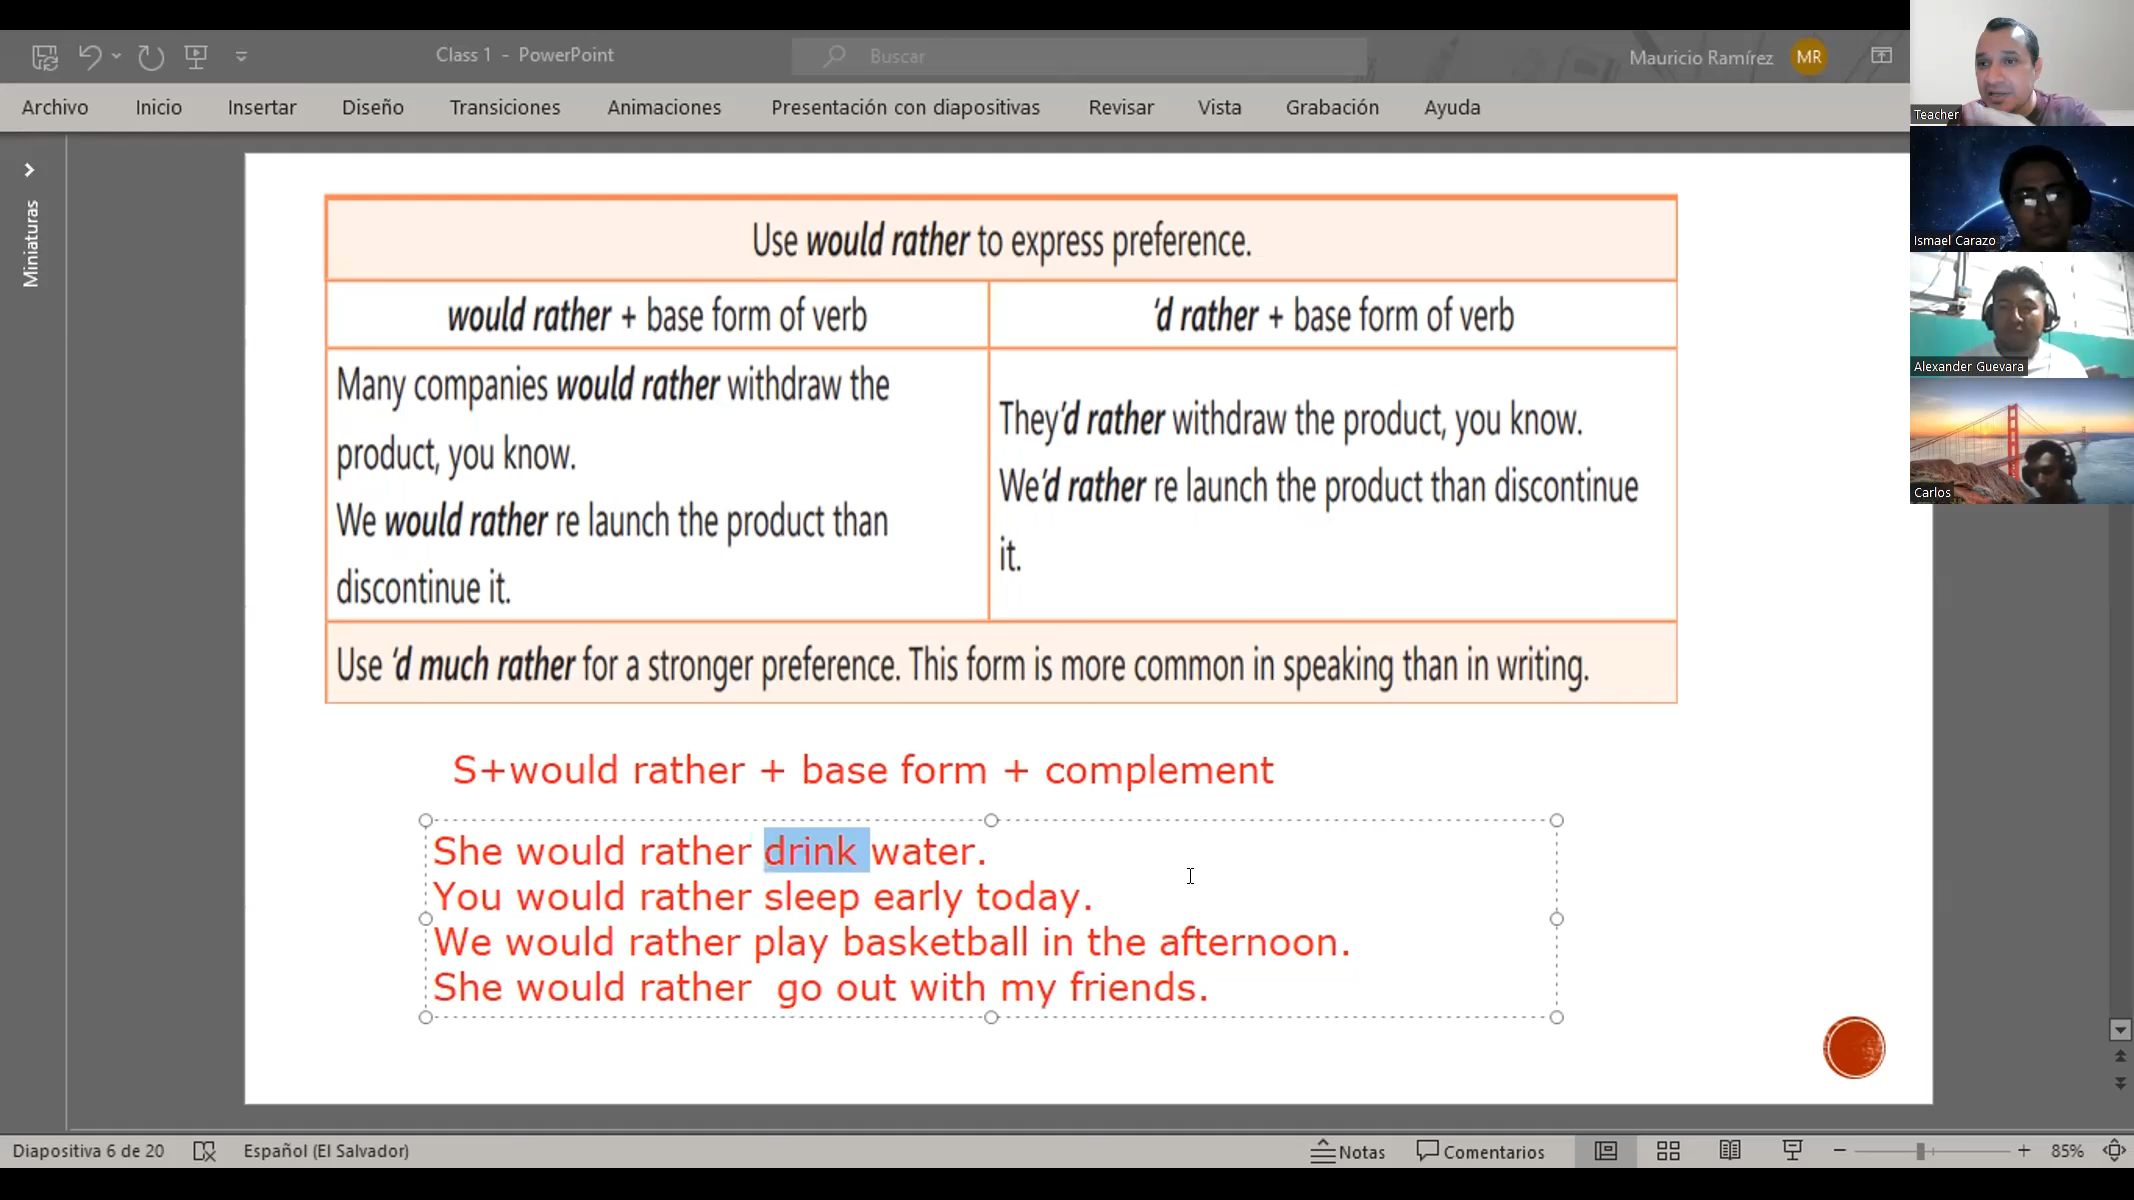 Class 1 - PowerPoint
Buscar
Mauricio Ramírez
MR
Archivo
Inicio
Insertar
Diseño
Transiciones
Animaciones
Presentación con diapositivas
Revisar
Vista
Grabación
Ayuda
Teacher
Ismael Carazo
Alexander Guevara
Carlos
Miniaturas
Use would rather to express preference.
would rather + base form of verb
'd rather + base form of verb
Many companies would rather withdraw the
product, you know.
We would rather re launch the product than
discontinue it.
They'd rather withdraw the product, you know.
We'd rather re launch the product than discontinue
it.
Use 'd much rather for a stronger preference. This form is more common in speaking than in writing.
S+would rather + base form + complement
She would rather drink water.
You would rather sleep early today.
We would rather play basketball in the afternoon.
She would rather  go out with my friends.
Diapositiva 6 de 20
Español (El Salvador)
Notas
Comentarios
85%